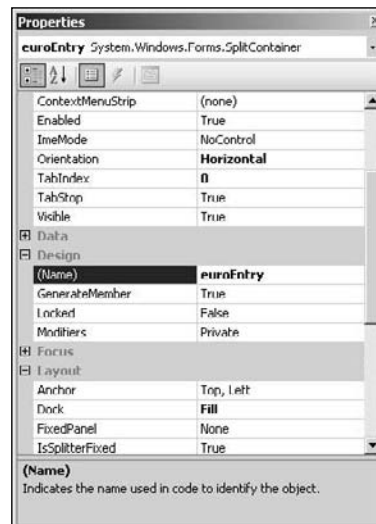 Properties
euroEntry System.Windows.Forms.SplitContainer
ContextMenuStrip (none)
Enabled True
ImeMode NoControl
Orientation Horizontal
TabIndex 0
TabStop True
Visible True
Data
Design
(Name) euroEntry
GenerateMember True
Locked False
Modifiers Private
Focus
Layout
Anchor Top, Left
Dock Fill
FixedPanel None
IsSplitterFixed True
(Name)
Indicates the name used in code to identify the object.